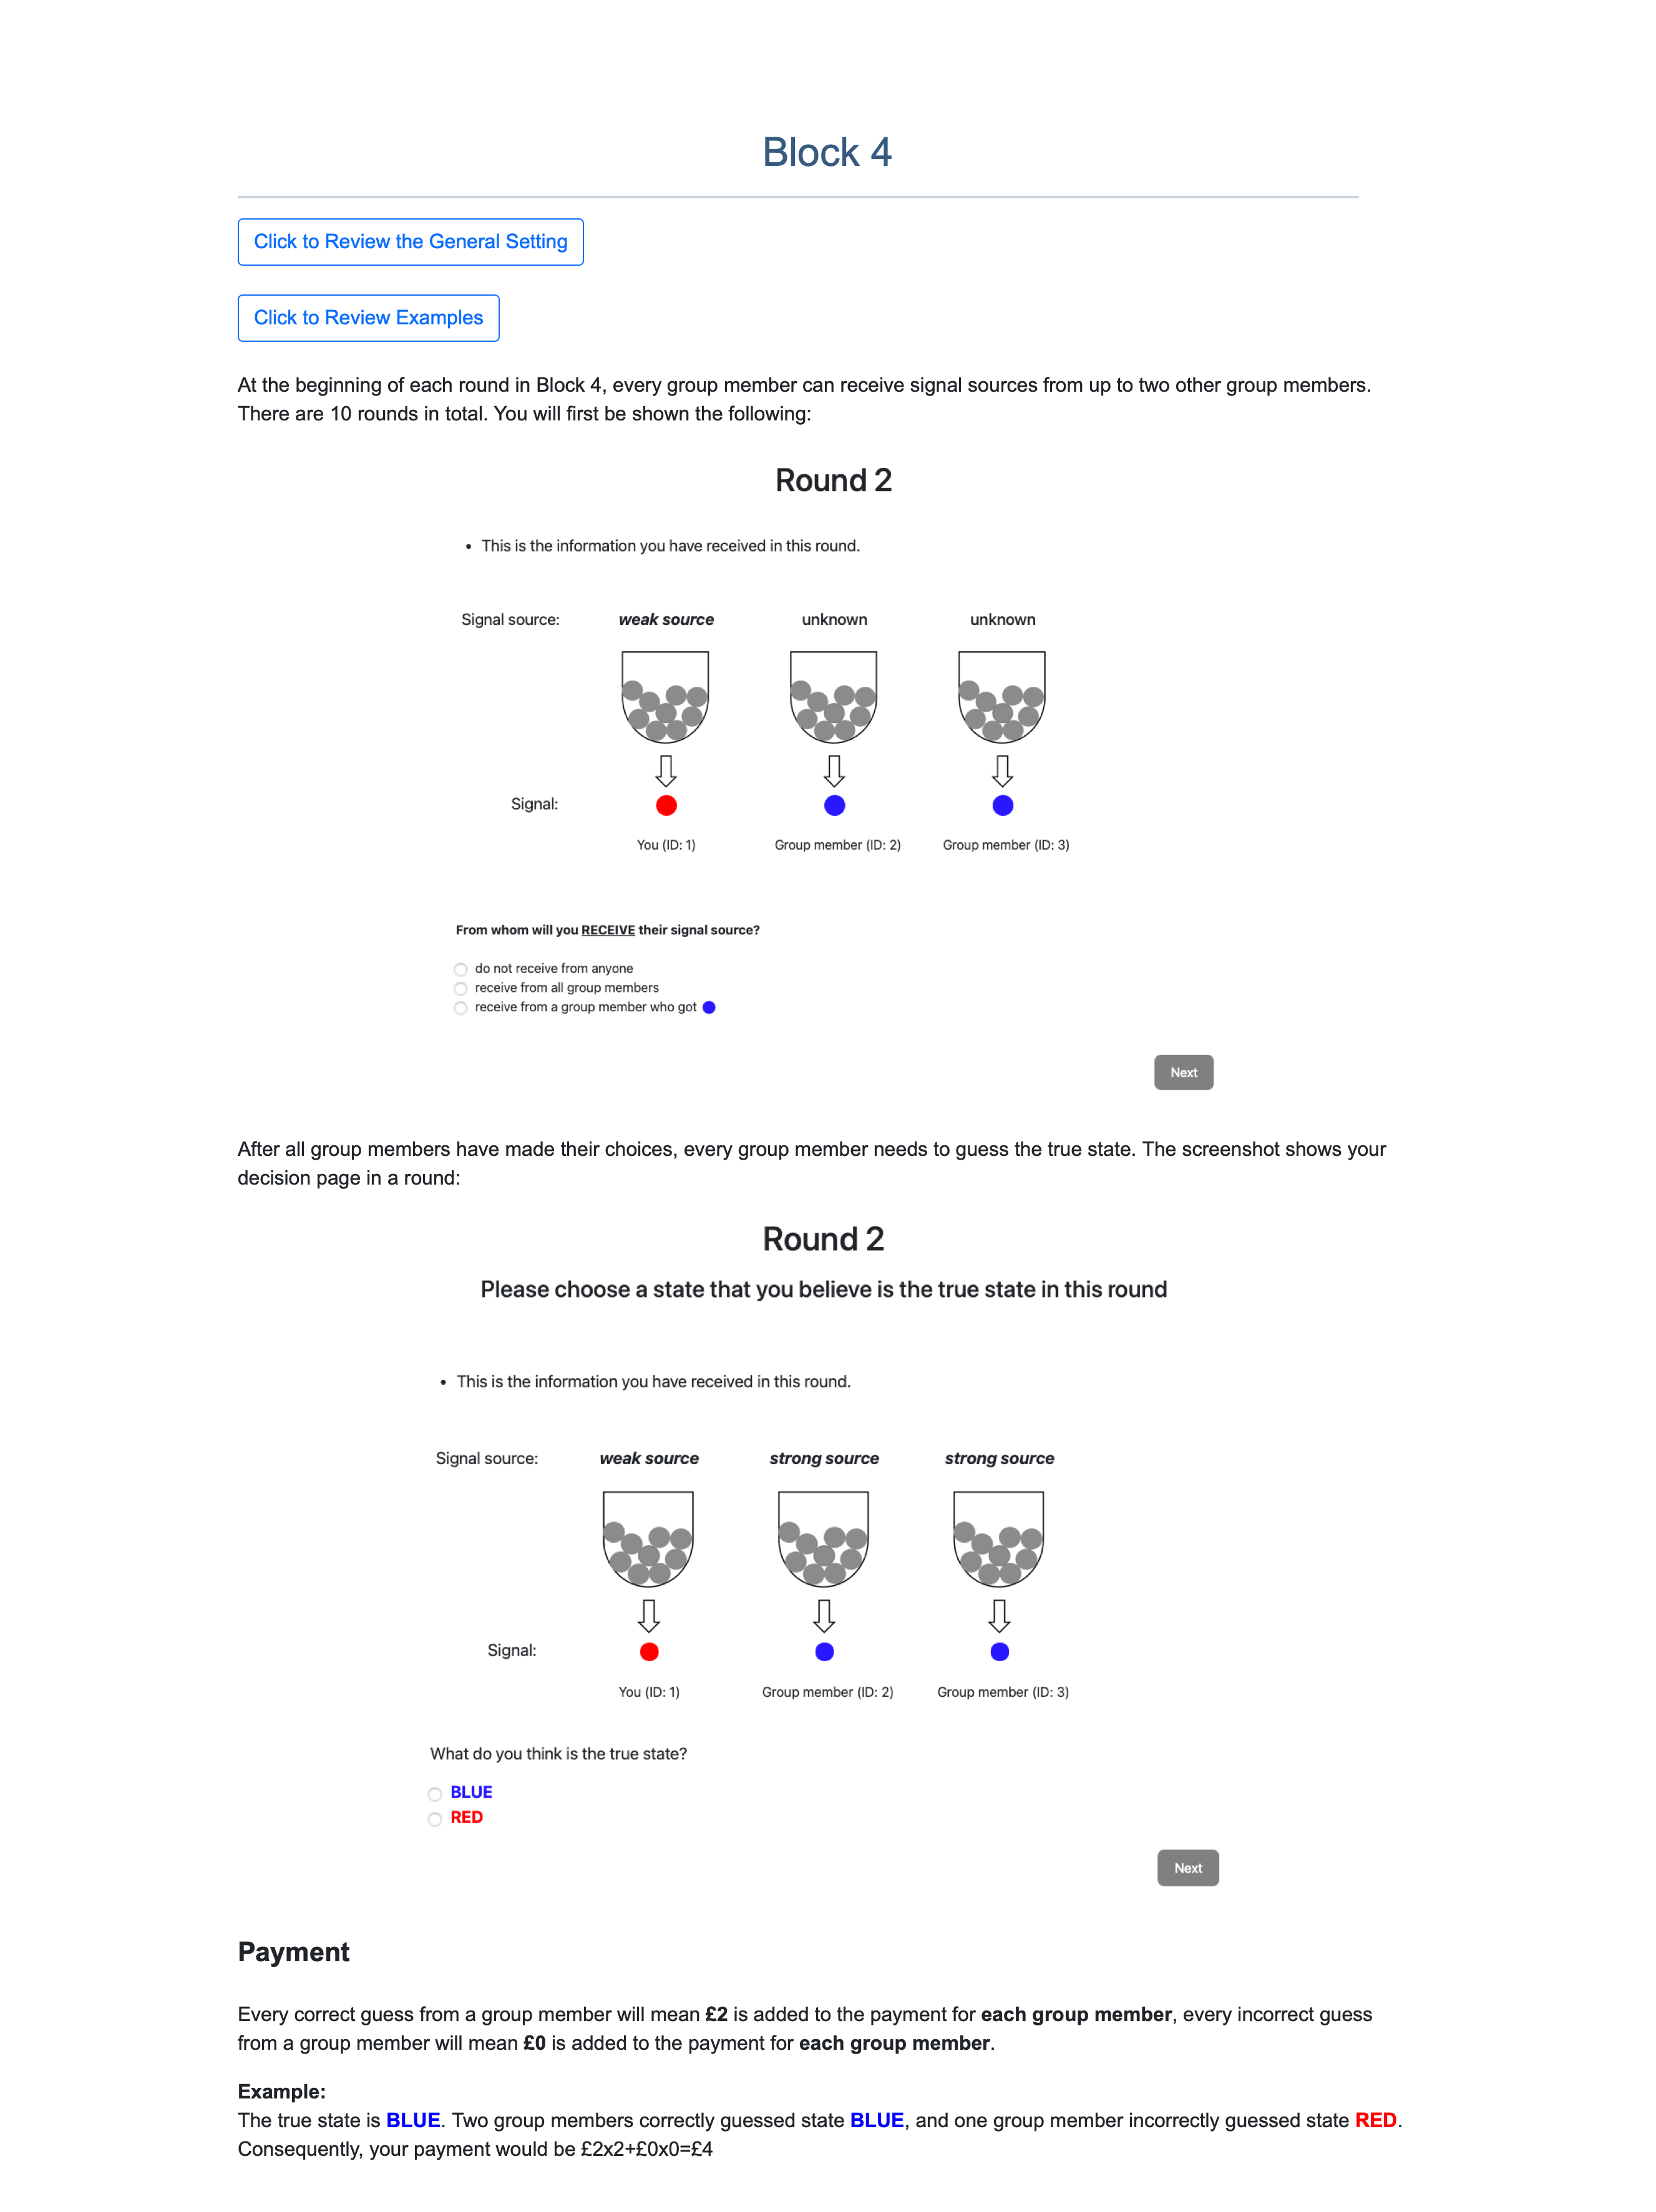 Block 4
Click to Review the General Setting
Click to Review Examples
At the beginning of each round in Block 4, every group member can receive signal sources from up to two other group members.
There are 10 rounds in total. You will first be shown the following:
Round 2
• This is the information you have received in this round.
Signal source: weak source unknown unknown
Signal:
You (ID: 1) Group member (ID: 2) Group member (ID: 3)
From whom will you RECEIVE their signal source?
do not receive from anyone
receive from all group members
receive from a group member who got
Next
After all group members have made their choices, every group member needs to guess the true state. The screenshot shows your
decision page in a round:
Round 2
Please choose a state that you believe is the true state in this round
• This is the information you have received in this round.
Signal source: weak source strong source strong source
Signal:
You (ID: 1) Group member (ID: 2) Group member (ID: 3)
What do you think is the true state?
BLUE
RED
Next
Payment
Every correct guess from a group member will mean £2 is added to the payment for each group member, every incorrect guess
from a group member will mean £0 is added to the payment for each group member.
Example:
The true state is BLUE. Two group members correctly guessed state BLUE, and one group member incorrectly guessed state RED.
Consequently, your payment would be £2x2+£0x0=£4